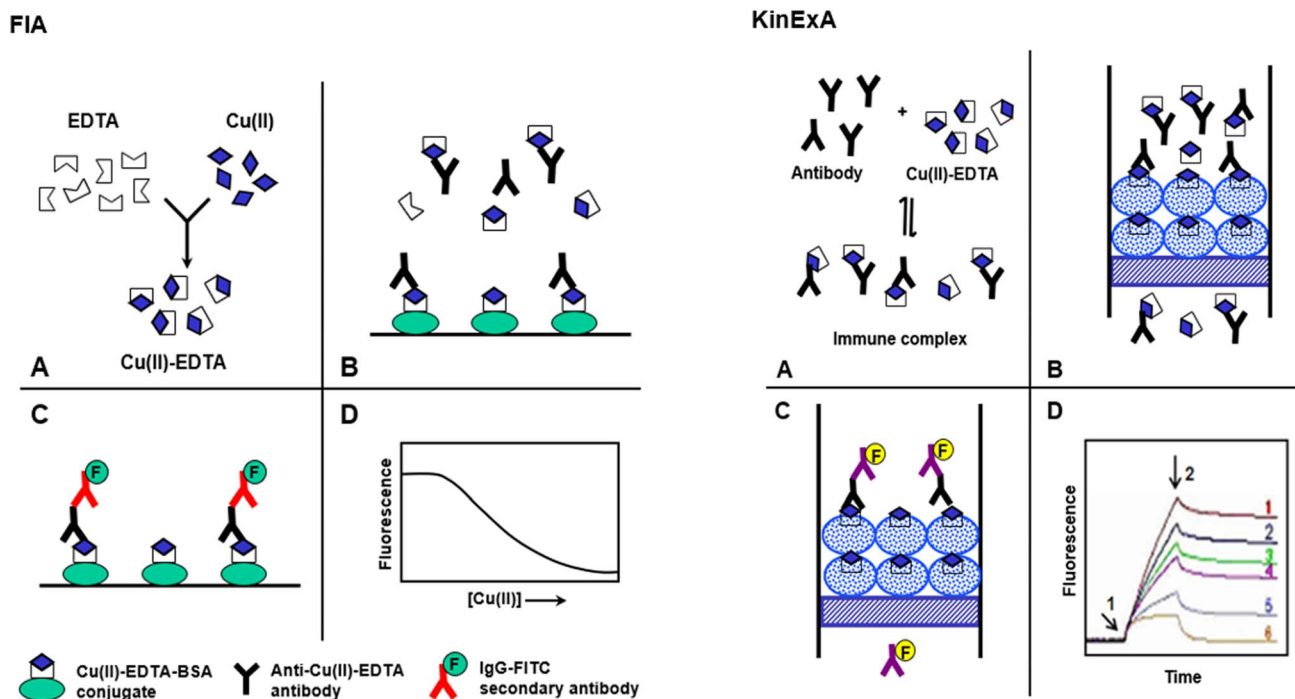 FIA
EDTA
Cu(II)
Cu(II)-EDTA
A
B
C
F
F
D
Fluorescence
[Cu(II)]
Cu(II)-EDTA-BSA
conjugate
Anti-Cu(II)-EDTA
antibody
F
IgG-FITC
secondary antibody
KinExA
+
Antibody
Cu(II)-EDTA
Immune complex
A
B
C
F
F
F
D
Fluorescence
2
1
1
2
3
4
5
6
Time